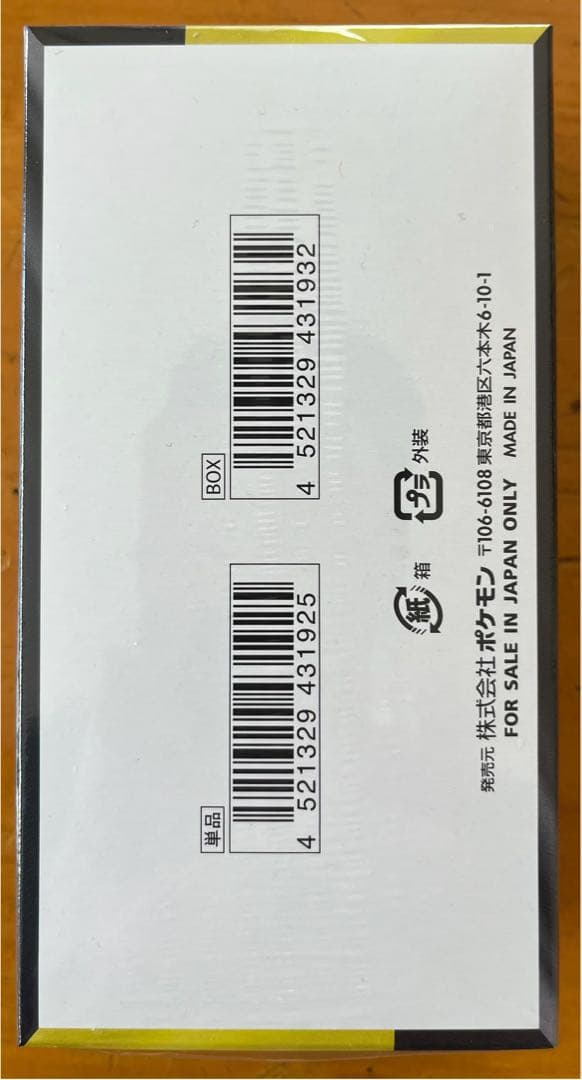 単品
4 521329 431925
BOX
4 521329 431932
紙 箱
プラ 外装
発売元 株式会社 ポケモン 〒106-6108 東京都港区六本木6-10-1
FOR SALE IN JAPAN ONLY MADE IN JAPAN